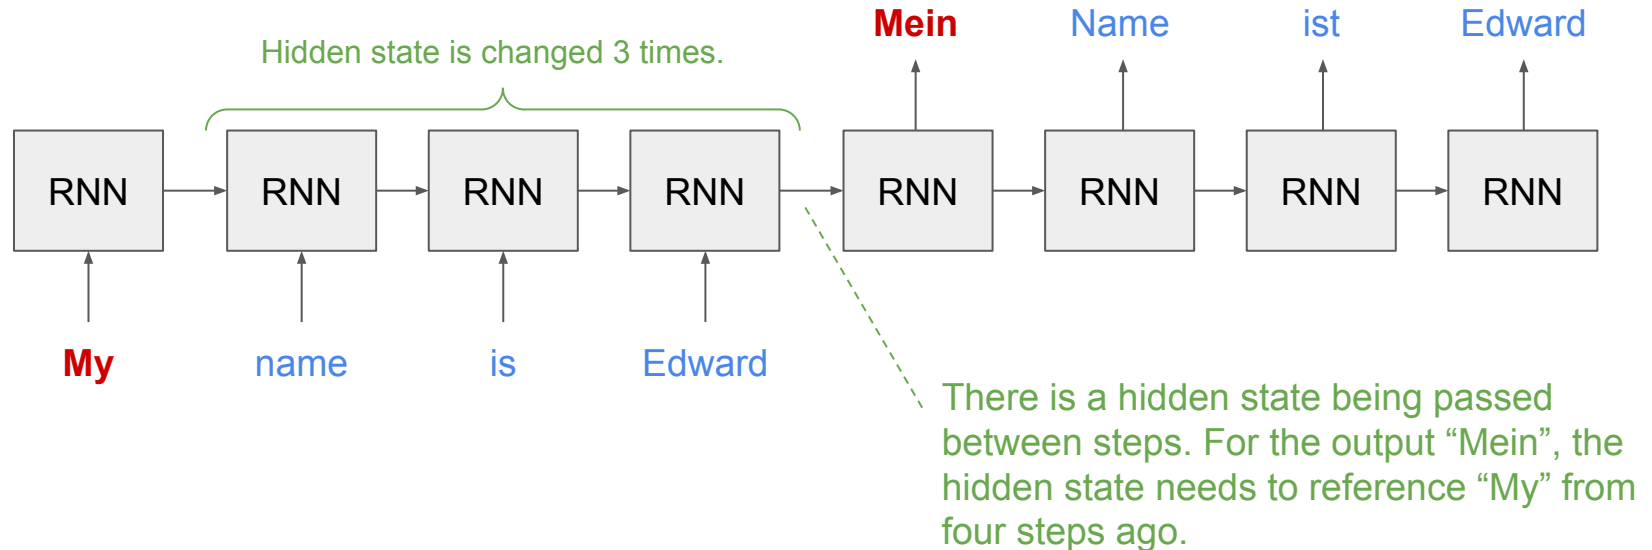 Mein Name ist Edward
Hidden state is changed 3 times.
RNN RNN RNN RNN RNN RNN RNN RNN
My name is Edward
There is a hidden state being passed
between steps. For the output “Mein”, the
hidden state needs to reference “My” from
four steps ago.